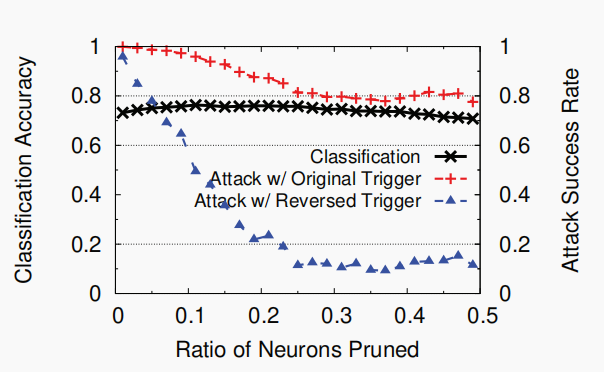 1 1
0.8 0.8
0.6 0.6
0.4 0.4
0.2 0.2
0 0
Classification Accuracy
Attack Success Rate
Classification
Attack w/ Original Trigger
Attack w/ Reversed Trigger
0 0.1 0.2 0.3 0.4 0.5
Ratio of Neurons Pruned